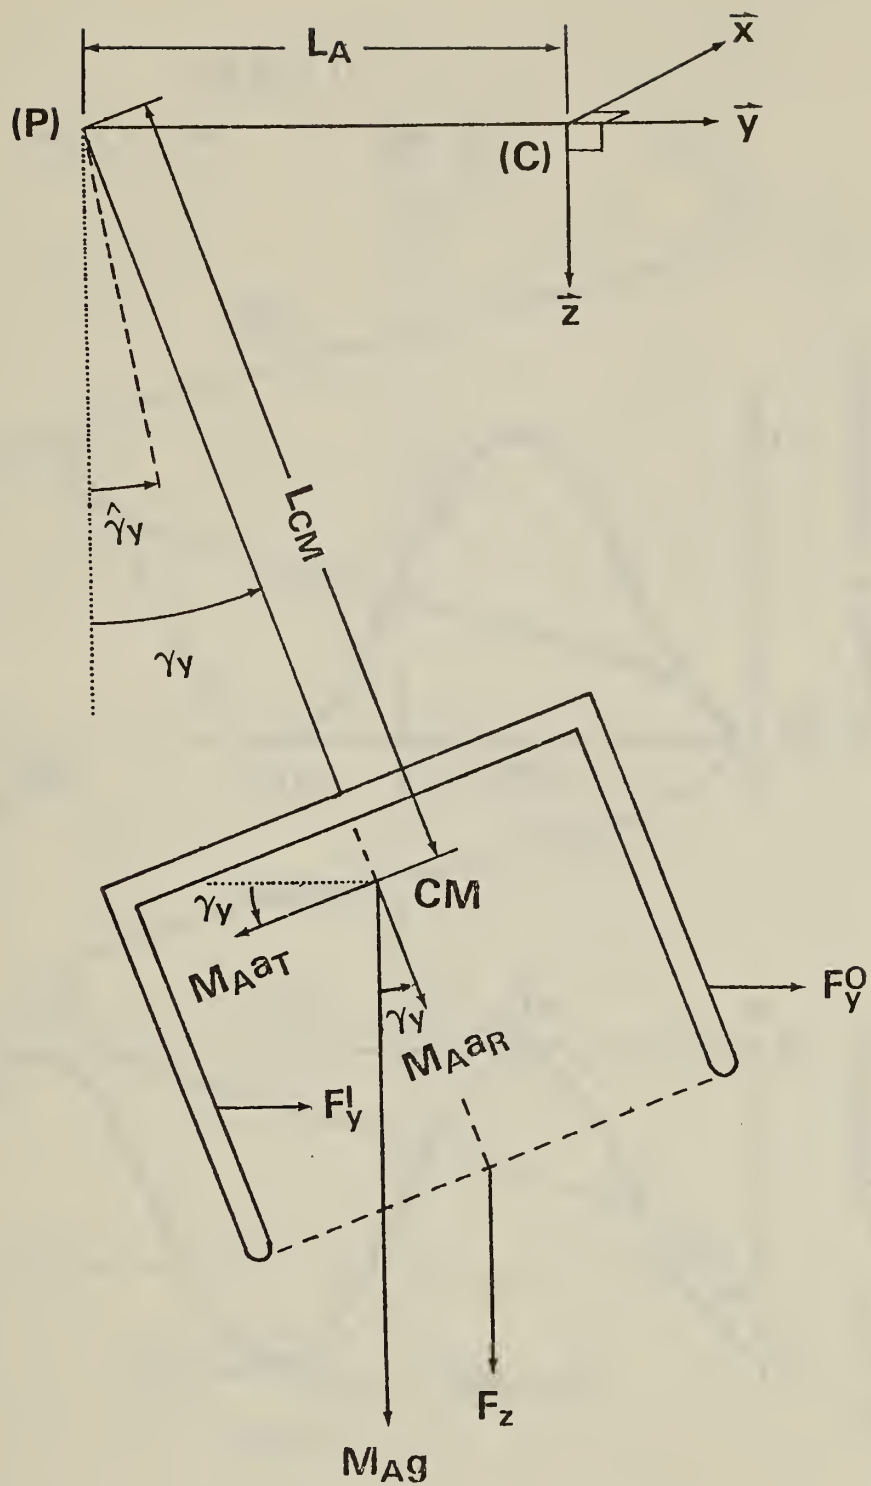 L_A
x⃗
(P)
y⃗
(C)
z⃗
L_CM
γ̂_y
γ_y
CM
γ_y
M_A a_T
F_y^O
γ_y
M_A a_R
F_y^I
F_z
M_A g